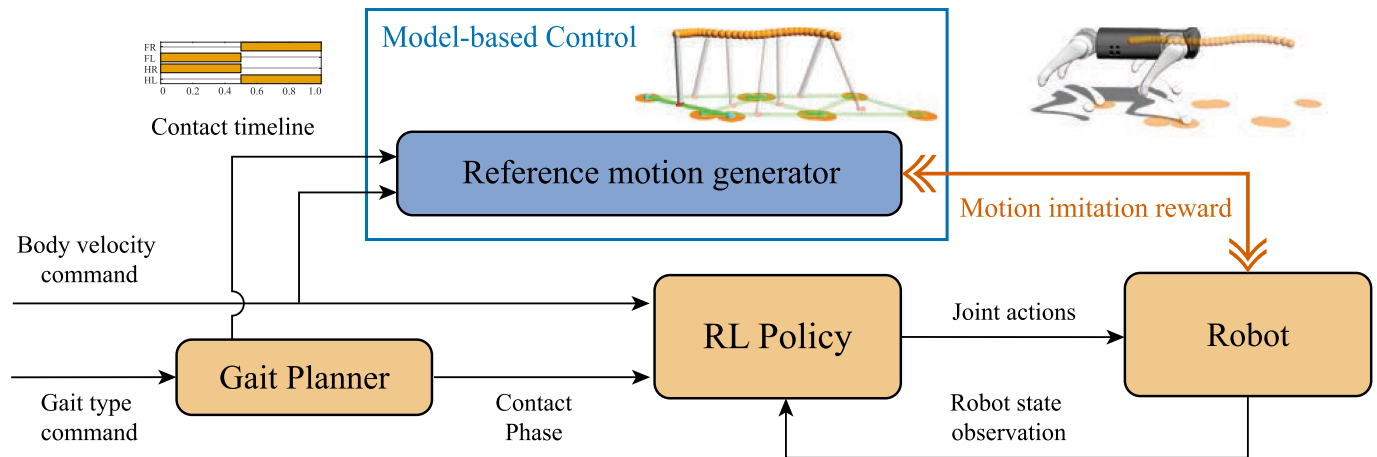 FR
FL
HR
HL
0 0.2 0.4 0.6 0.8 1.0
Contact timeline
Model-based Control
Reference motion generator
Motion imitation reward
Body velocity
command
RL Policy
Joint actions
Robot
Gait Planner
Gait type
command
Contact
Phase
Robot state
observation